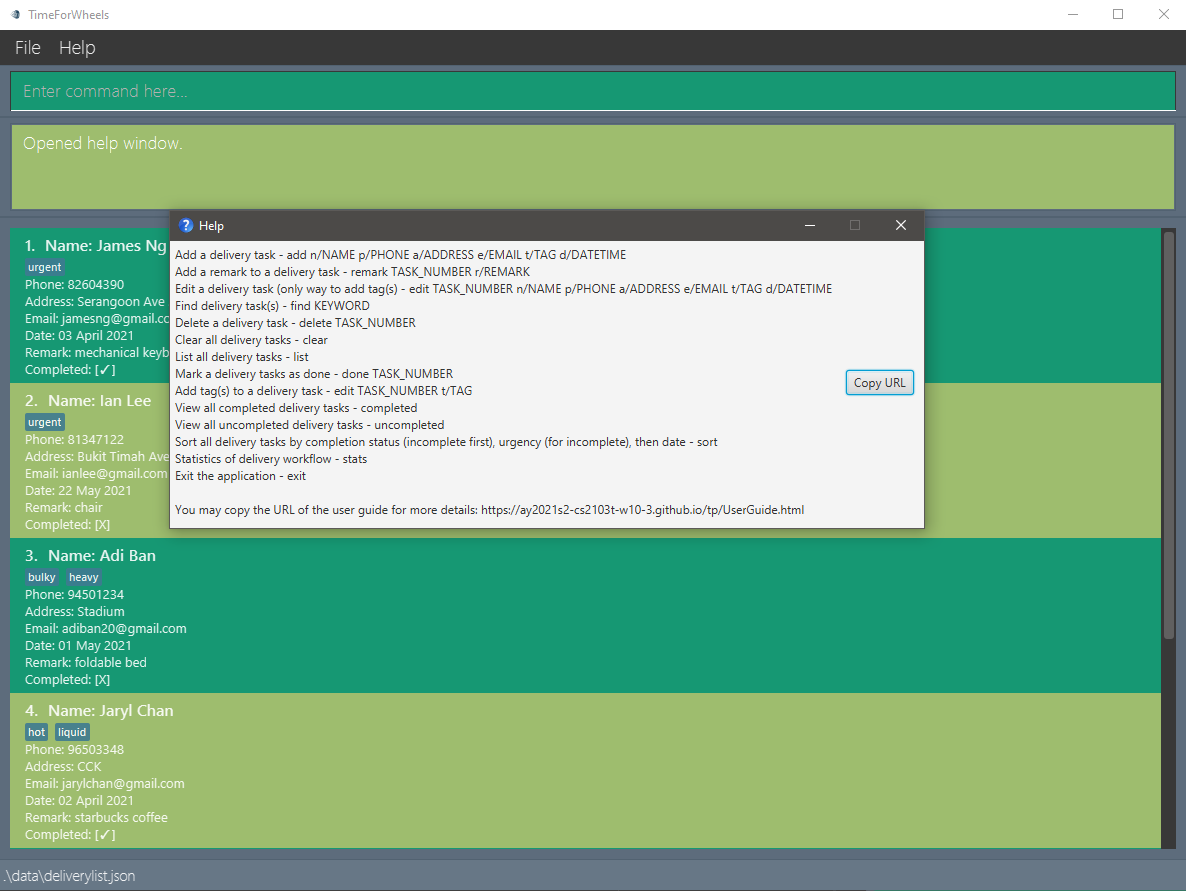 TimeForWheels
File Help
Enter command here...
Opened help window.
Help
Add a delivery task - add n/NAME p/PHONE a/ADDRESS e/EMAIL t/TAG d/DATETIME
Add a remark to a delivery task - remark TASK_NUMBER r/REMARK
Edit a delivery task (only way to add tag(s) - edit TASK_NUMBER n/NAME p/PHONE a/ADDRESS e/EMAIL t/TAG d/DATETIME
Find delivery task(s) - find KEYWORD
Delete a delivery task - delete TASK_NUMBER
Clear all delivery tasks - clear
List all delivery tasks - list
Mark a delivery tasks as done - done TASK_NUMBER
Add tag(s) to a delivery task - edit TASK_NUMBER t/TAG
View all completed delivery tasks - completed
View all uncompleted delivery tasks - uncompleted
Sort all delivery tasks by completion status (incomplete first), urgency (for incomplete), then date - sort
Statistics of delivery workflow - stats
Exit the application - exit
You may copy the URL of the user guide for more details: https://ay2021s2-cs2103t-w10-3.github.io/tp/UserGuide.html
Copy URL
1. Name: James Ng
urgent
Phone: 82604390
Address: Serangoon Ave
Email: jamesng@gmail.co
Date: 03 April 2021
Remark: mechanical keyb
Completed: [✓]
2. Name: Ian Lee
urgent
Phone: 81347122
Address: Bukit Timah Ave
Email: ianlee@gmail.com
Date: 22 May 2021
Remark: chair
Completed: [X]
3. Name: Adi Ban
bulky heavy
Phone: 94501234
Address: Stadium
Email: adiban20@gmail.com
Date: 01 May 2021
Remark: foldable bed
Completed: [X]
4. Name: Jaryl Chan
hot liquid
Phone: 96503348
Address: CCK
Email: jarylchan@gmail.com
Date: 02 April 2021
Remark: starbucks coffee
Completed: [✓]
.\data\deliverylist.json